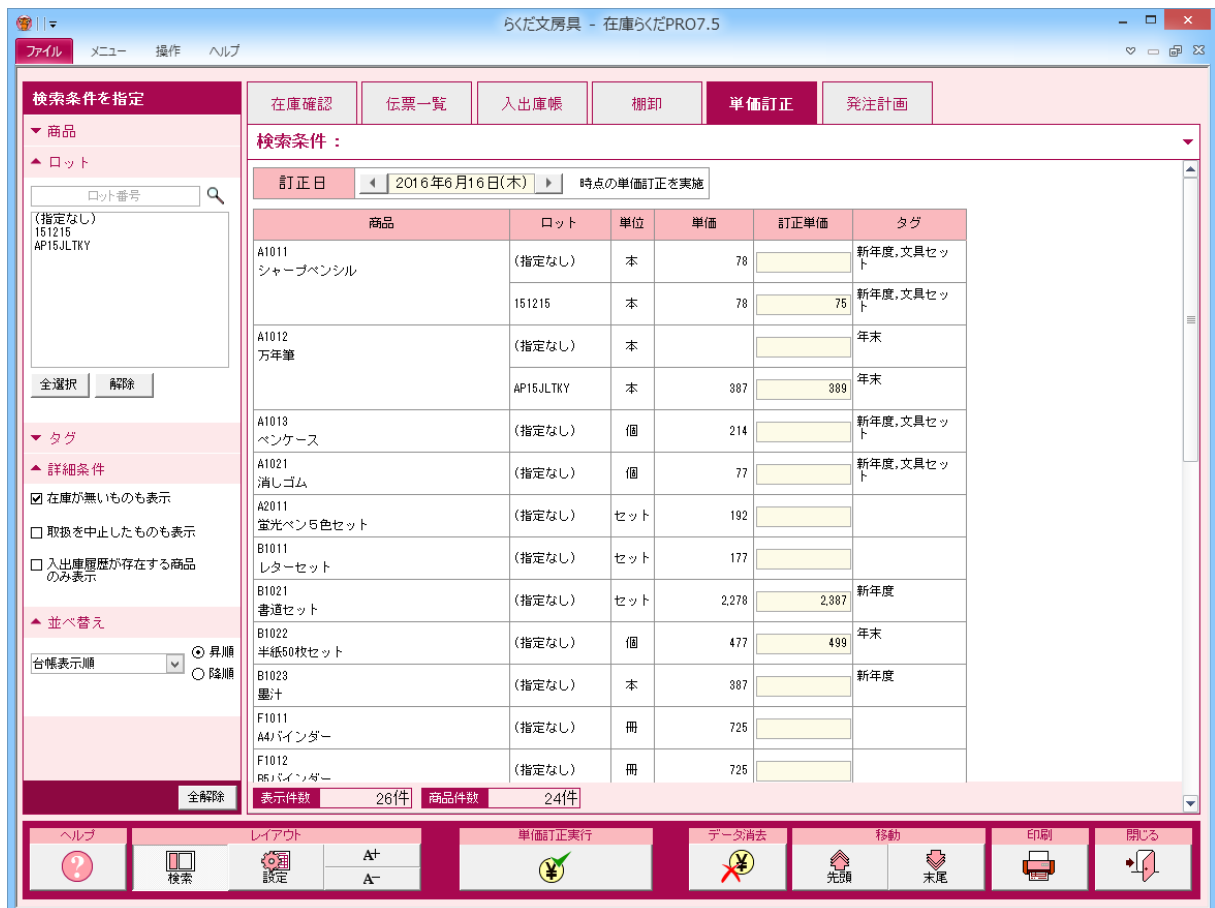 らくだ文房具 - 在庫らくだPRO7.5
ファイル メニュー 操作 ヘルプ
検索条件を指定
▼ 商品
▲ ロット
ロット番号
(指定なし)
151215
AP15JLTKY
全選択 解除
▼ タグ
▲ 詳細条件
在庫が無いものも表示
取扱を中止したものも表示
入出庫履歴が存在する商品
のみ表示
▲ 並べ替え
台帳表示順
昇順
降順
全解除
在庫確認 伝票一覧 入出庫帳 棚卸 単価訂正 発注計画
検索条件：
訂正日 2016年6月16日(木) 時点の単価訂正を実施
商品 ロット 単位 単価 訂正単価 タグ
A1011
シャープペンシル
(指定なし) 本 78
新年度,文具セッ
ト
151215 本 78 75
新年度,文具セッ
ト
A1012
万年筆
(指定なし) 本
年末
AP15JLTKY 本 387 389
年末
A1013
ペンケース
(指定なし) 個 214
新年度,文具セッ
ト
A1021
消しゴム
(指定なし) 個 77
新年度,文具セッ
ト
A2011
蛍光ペン5色セット
(指定なし) セット 192
B1011
レターセット
(指定なし) セット 177
B1021
書道セット
(指定なし) セット 2,278 2,387
新年度
B1022
半紙50枚セット
(指定なし) 個 477 499
年末
B1023
墨汁
(指定なし) 本 387
新年度
F1011
A4バインダー
(指定なし) 冊 725
F1012
B5バインダー
(指定なし) 冊 725
表示件数 26件 商品件数 24件
ヘルプ レイアウト 単価訂正実行 データ消去 移動 印刷 閉じる
検索 設定 A+ 先頭 末尾
A-